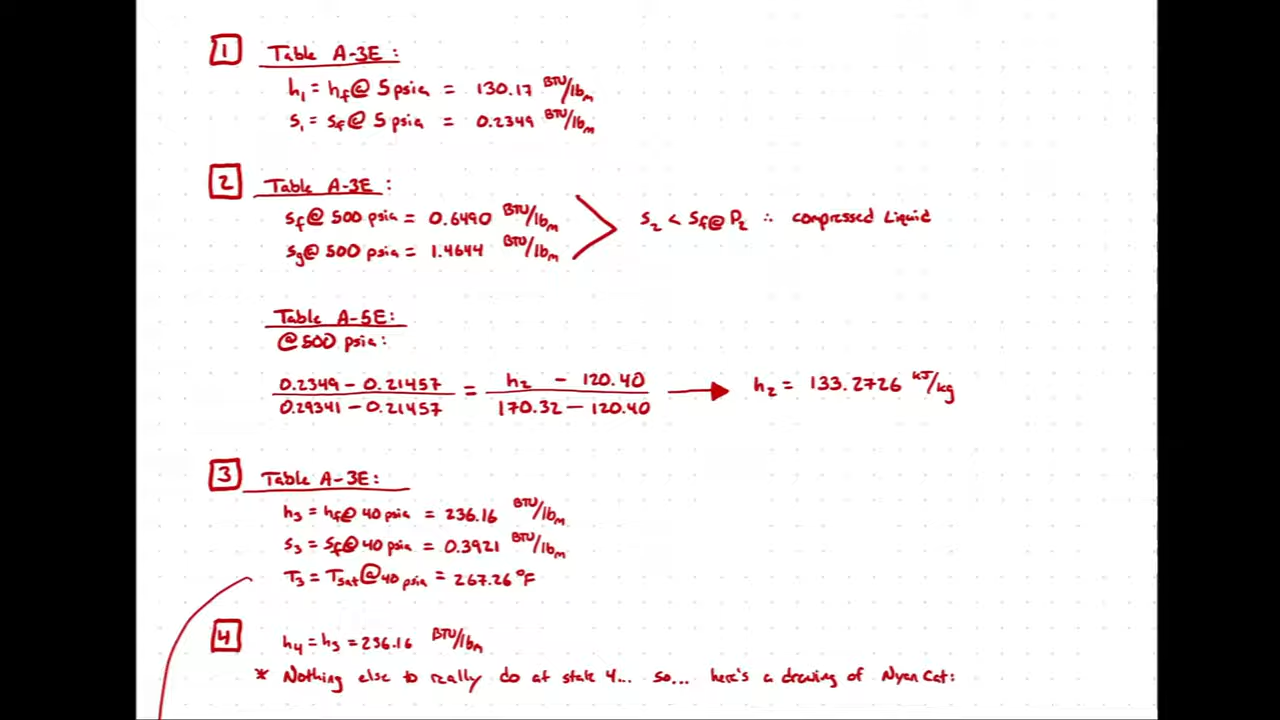 1 Table A-3E:
h₁ = hf@ 5 psia = 130.17 BTU/lbm
s₁ = sf@ 5 psia = 0.2349 BTU/lbm
2 Table A-3E:
sf@ 500 psia = 0.6490 BTU/lbm
sg@ 500 psia = 1.4644 BTU/lbm
s₂ < sf@P₂ ∴ compressed Liquid
Table A-5E:
@ 500 psia:
(0.2349 - 0.21457)/(0.29341 - 0.21457) = (h₂ - 120.40)/(170.32 - 120.40) → h₂ = 133.2726 kJ/kg
3 Table A-3E:
h₃ = hf@ 40 psia = 236.16 BTU/lbm
s₃ = sf@ 40 psia = 0.3921 BTU/lbm
T₃ = Tsat@40 psia = 267.26 °F
4 h₄ = h₃ = 236.16 BTU/lbm
* Nothing else to really do at state 4... so... here's a drawing of Nyan Cat: